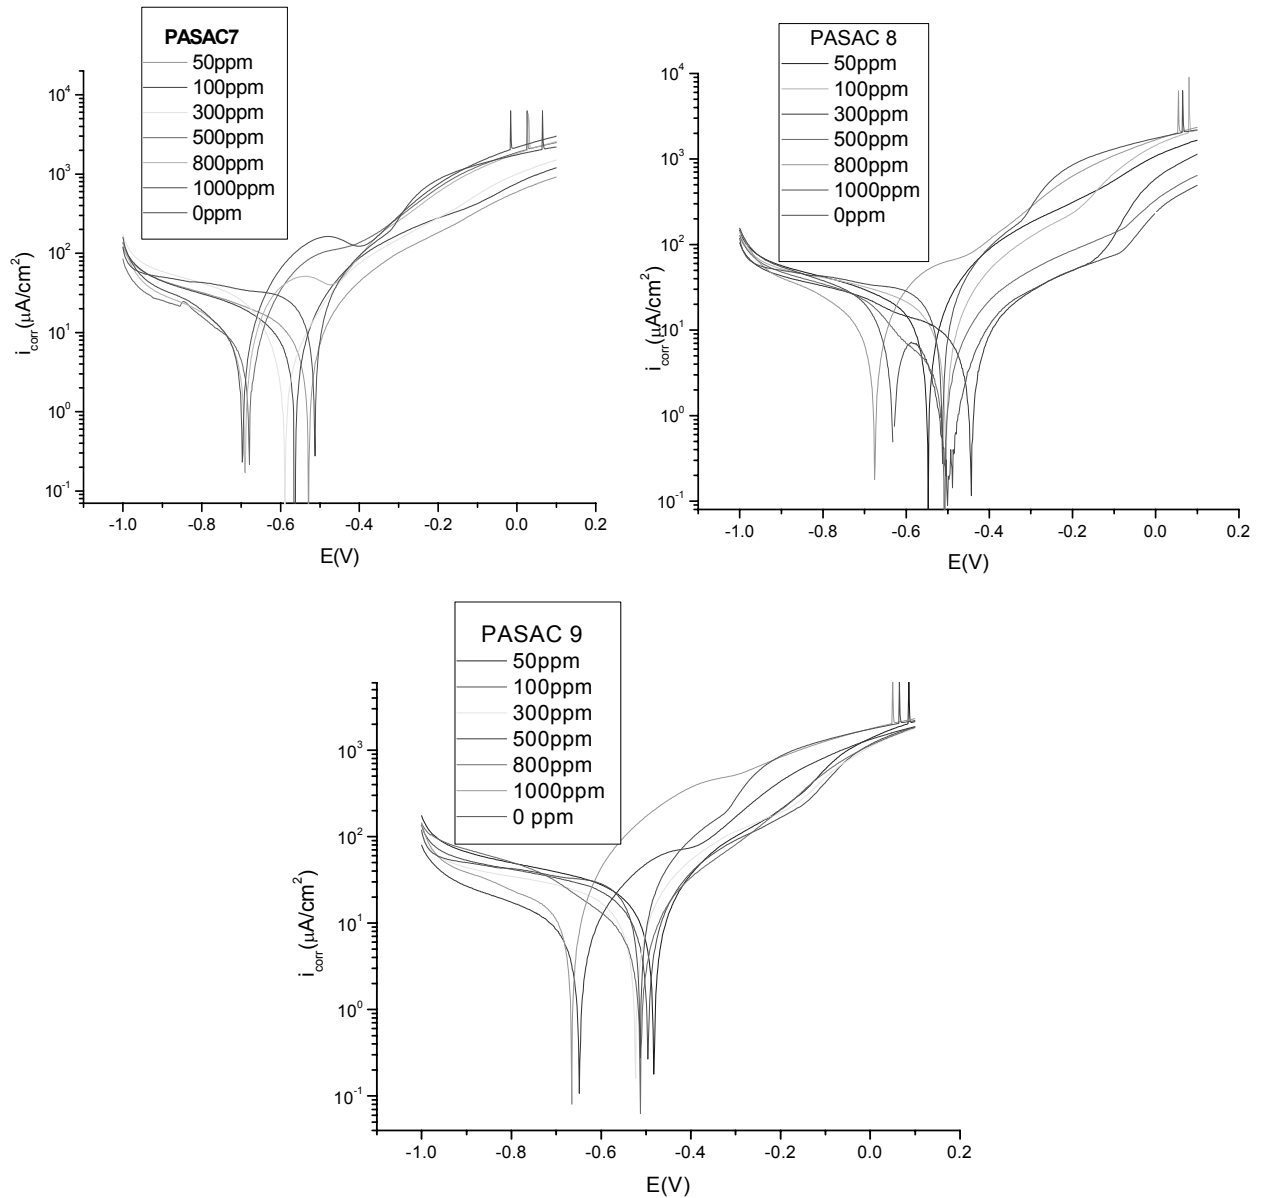 PASAC7
50ppm
100ppm
300ppm
500ppm
800ppm
1000ppm
0ppm
10⁴
10³
10²
10¹
10⁰
10⁻¹
i_corr(μA/cm²)
-1.0 -0.8 -0.6 -0.4 -0.2 0.0 0.2
E(V)
PASAC 8
50ppm
100ppm
300ppm
500ppm
800ppm
1000ppm
0ppm
10⁴
10³
10²
10¹
10⁰
10⁻¹
i_corr(μA/cm²)
-1.0 -0.8 -0.6 -0.4 -0.2 0.0 0.2
E(V)
PASAC 9
50ppm
100ppm
300ppm
500ppm
800ppm
1000ppm
0 ppm
10³
10²
10¹
10⁰
10⁻¹
i_corr(μA/cm²)
-1.0 -0.8 -0.6 -0.4 -0.2 0.0 0.2
E(V)